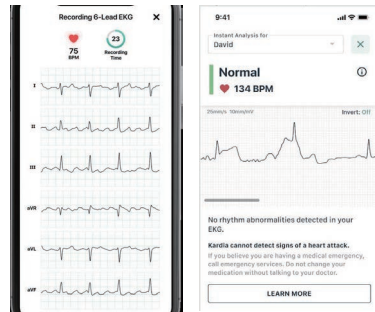 Recording 6-Lead EKG
X
75
BPM
23
Recording
Time
I
II
III
aVR
aVL
aVF
9:41
Instant Analysis for
David
Normal
134 BPM
25mm/s 10mm/mV
Invert: Off
No rhythm abnormalities detected in your
EKG.
Kardia cannot detect signs of a heart attack.
If you believe you are having a medical emergency,
call emergency services. Do not change your
medication without talking to your doctor.
LEARN MORE